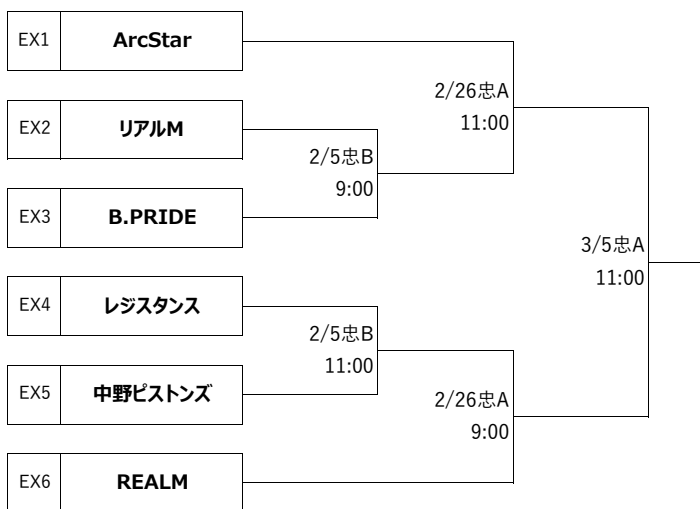 EX1 ArcStar
2/26忠A
11:00
EX2 リアルM
2/5忠B
9:00
EX3 B.PRIDE
3/5忠A
11:00
EX4 レジスタンス
2/5忠B
11:00
EX5 中野ピストンズ
2/26忠A
9:00
EX6 REALM